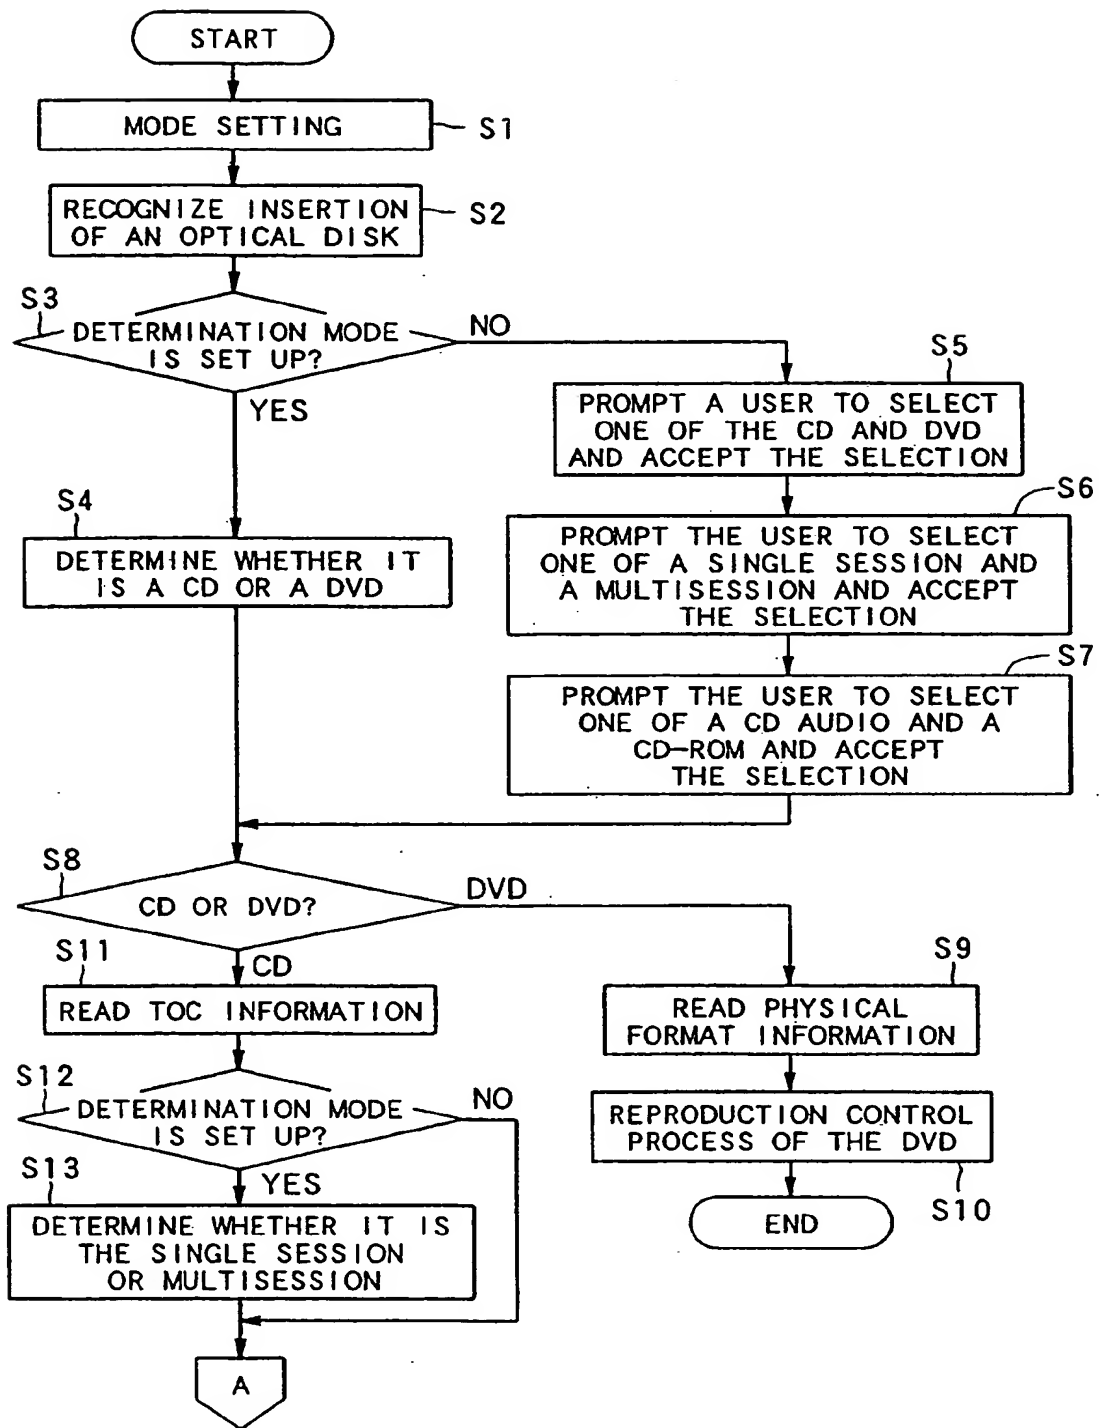 START
MODE SETTING
S1
RECOGNIZE INSERTION
OF AN OPTICAL DISK
S2
S3
DETERMINATION MODE
IS SET UP?
NO
YES
S5
PROMPT A USER TO SELECT
ONE OF THE CD AND DVD
AND ACCEPT THE SELECTION
S4
DETERMINE WHETHER IT
IS A CD OR A DVD
S6
PROMPT THE USER TO SELECT
ONE OF A SINGLE SESSION AND
A MULTISESSION AND ACCEPT
THE SELECTION
S7
PROMPT THE USER TO SELECT
ONE OF A CD AUDIO AND A
CD-ROM AND ACCEPT
THE SELECTION
S8
CD OR DVD?
DVD
CD
S11
READ TOC INFORMATION
S9
READ PHYSICAL
FORMAT INFORMATION
S12
DETERMINATION MODE
IS SET UP?
NO
YES
REPRODUCTION CONTROL
PROCESS OF THE DVD
S10
END
S13
DETERMINE WHETHER IT IS
THE SINGLE SESSION
OR MULTISESSION
A